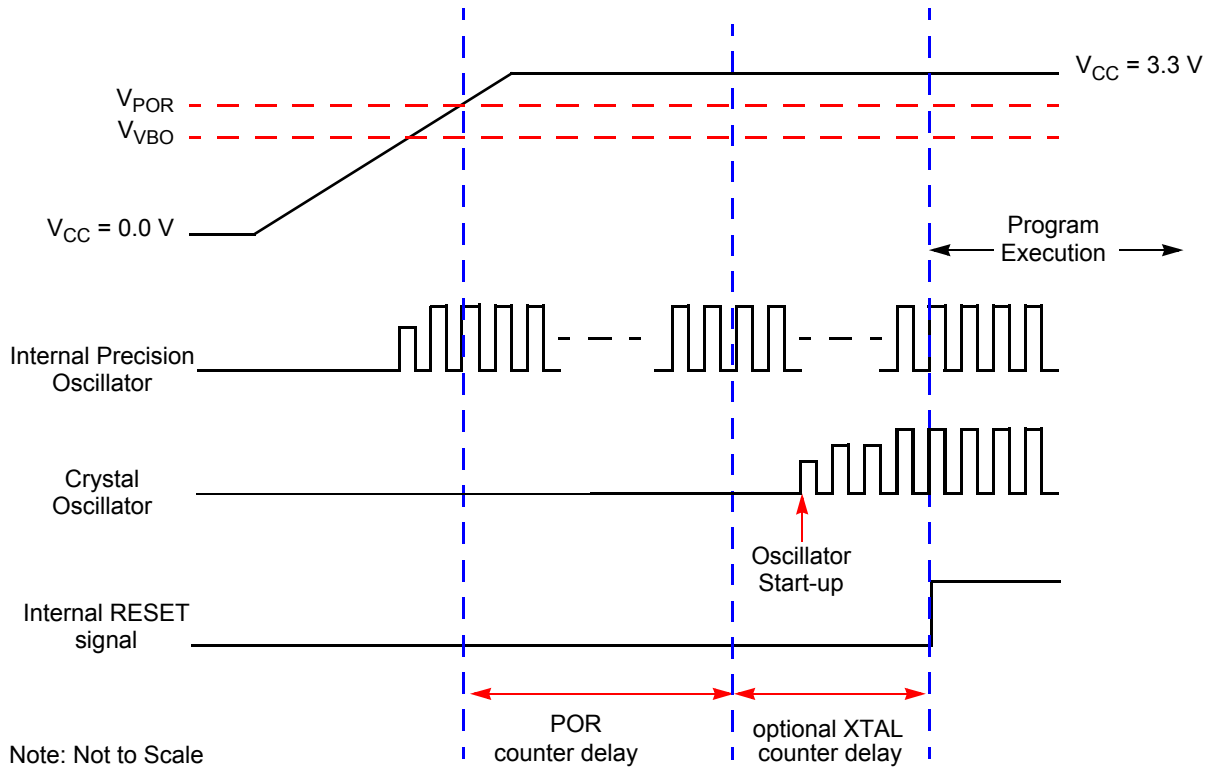 V_CC = 3.3 V
V_POR
V_VBO
V_CC = 0.0 V
Program
Execution
Internal Precision
Oscillator
Crystal
Oscillator
Oscillator
Start-up
Internal RESET
signal
POR
counter delay
optional XTAL
counter delay
Note: Not to Scale